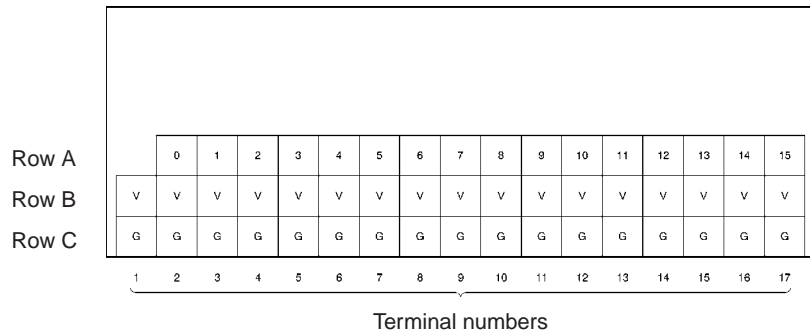 Row A 0 1 2 3 4 5 6 7 8 9 10 11 12 13 14 15
Row B V V V V V V V V V V V V V V V V V
Row C G G G G G G G G G G G G G G G G G
1 2 3 4 5 6 7 8 9 10 11 12 13 14 15 16 17
Terminal numbers